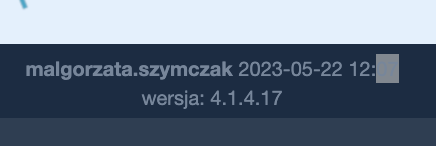 malgorzata.szymczak 2023-05-22 12:
wersja: 4.1.4.17